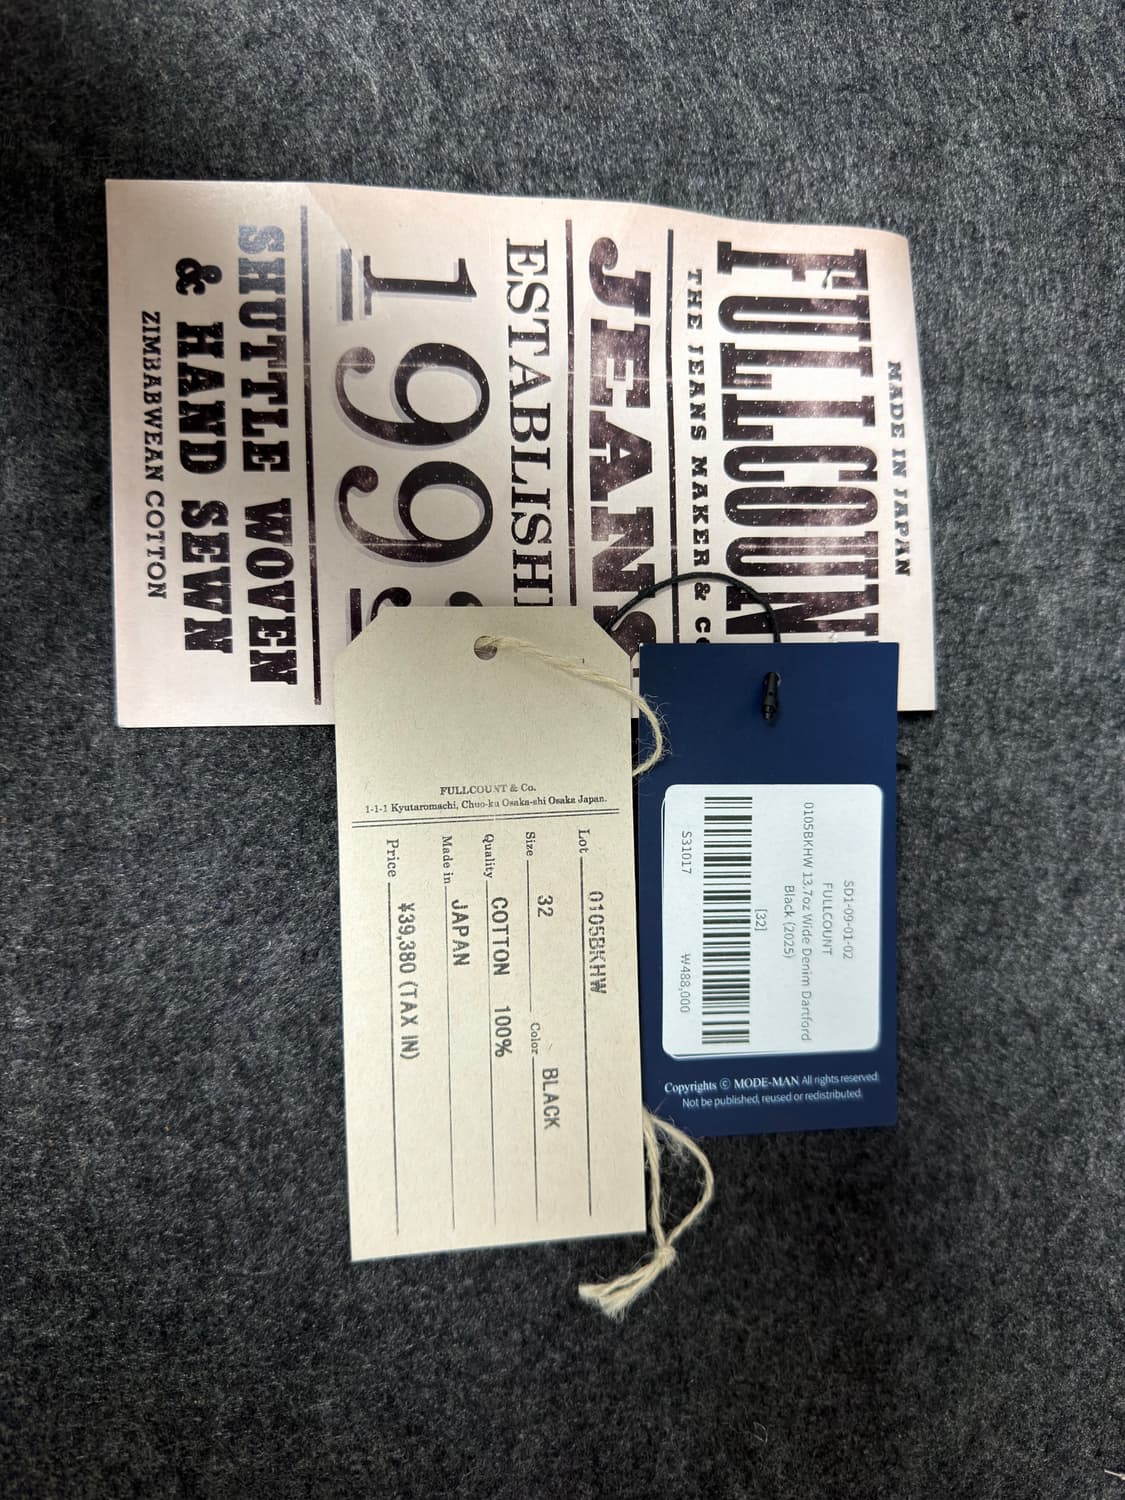 MADE IN JAPAN
FULLCOUN
THE JEANS MAKER & CO
JEANS
ESTABLISH
199
SHUTTLE WOVEN
& HAND SEWN
ZIMBABWEAN COTTON
SD1-09-01-02
FULLCOUNT
0105BKHW 13.7oz Wide Denim Dartford
Black (2025)
[32]
S31017 ₩488,000
Copyrights © MODE-MAN All rights reserved.
Not be published, reused or redistributed.
FULLCOUNT & Co.
1-1-1 Kyutaromachi, Chuo-ku Osaka-shi Osaka Japan.
Lot 0105BKHW
Size 32 Color BLACK
Quality COTTON 100%
Made in JAPAN
Price ¥39,380 (TAX IN)